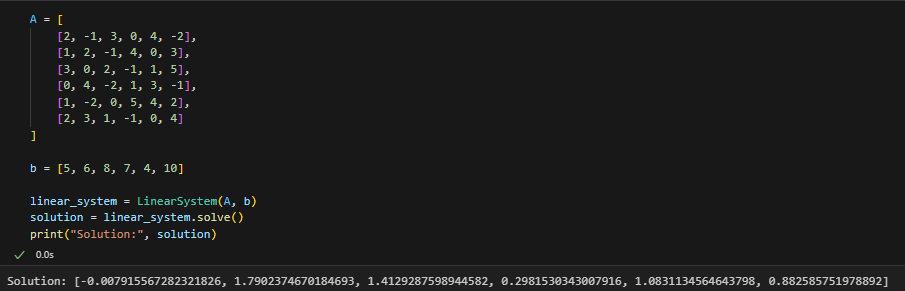 A = [
    [2, -1, 3, 0, 4, -2],
    [1, 2, -1, 4, 0, 3],
    [3, 0, 2, -1, 1, 5],
    [0, 4, -2, 1, 3, -1],
    [1, -2, 0, 5, 4, 2],
    [2, 3, 1, -1, 0, 4]
]
b = [5, 6, 8, 7, 4, 10]
linear_system = LinearSystem(A, b)
solution = linear_system.solve()
print("Solution:", solution)
0.0s
Solution: [-0.007915567282321826, 1.7902374670184693, 1.4129287598944582, 0.2981530343007916, 1.0831134564643798, 0.882585751978892]